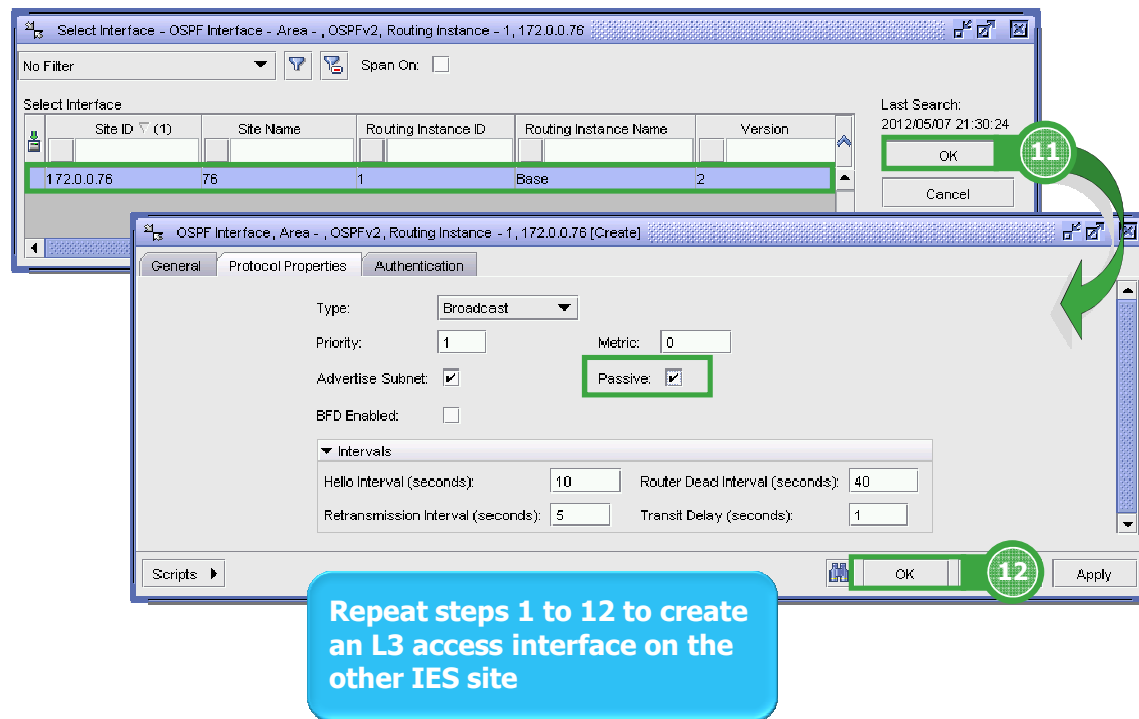 Select Interface - OSPF Interface - Area - , OSPFv2, Routing Instance - 1, 172.0.0.76
No Filter
Span On:
Select Interface
Last Search:
2012/05/07 21:30:24
Site ID (1) Site Name Routing Instance ID Routing Instance Name Version
172.0.0.76 76 1 Base 2
OK
11
Cancel
OSPF Interface, Area - , OSPFv2, Routing Instance - 1, 172.0.0.76 [Create]
General Protocol Properties Authentication
Type: Broadcast
Priority: 1 Metric: 0
Advertise Subnet: Passive:
BFD Enabled:
Intervals
Hello Interval (seconds): 10 Router Dead Interval (seconds): 40
Retransmission Interval (seconds): 5 Transit Delay (seconds): 1
Scripts OK 12 Apply
Repeat steps 1 to 12 to create
an L3 access interface on the
other IES site